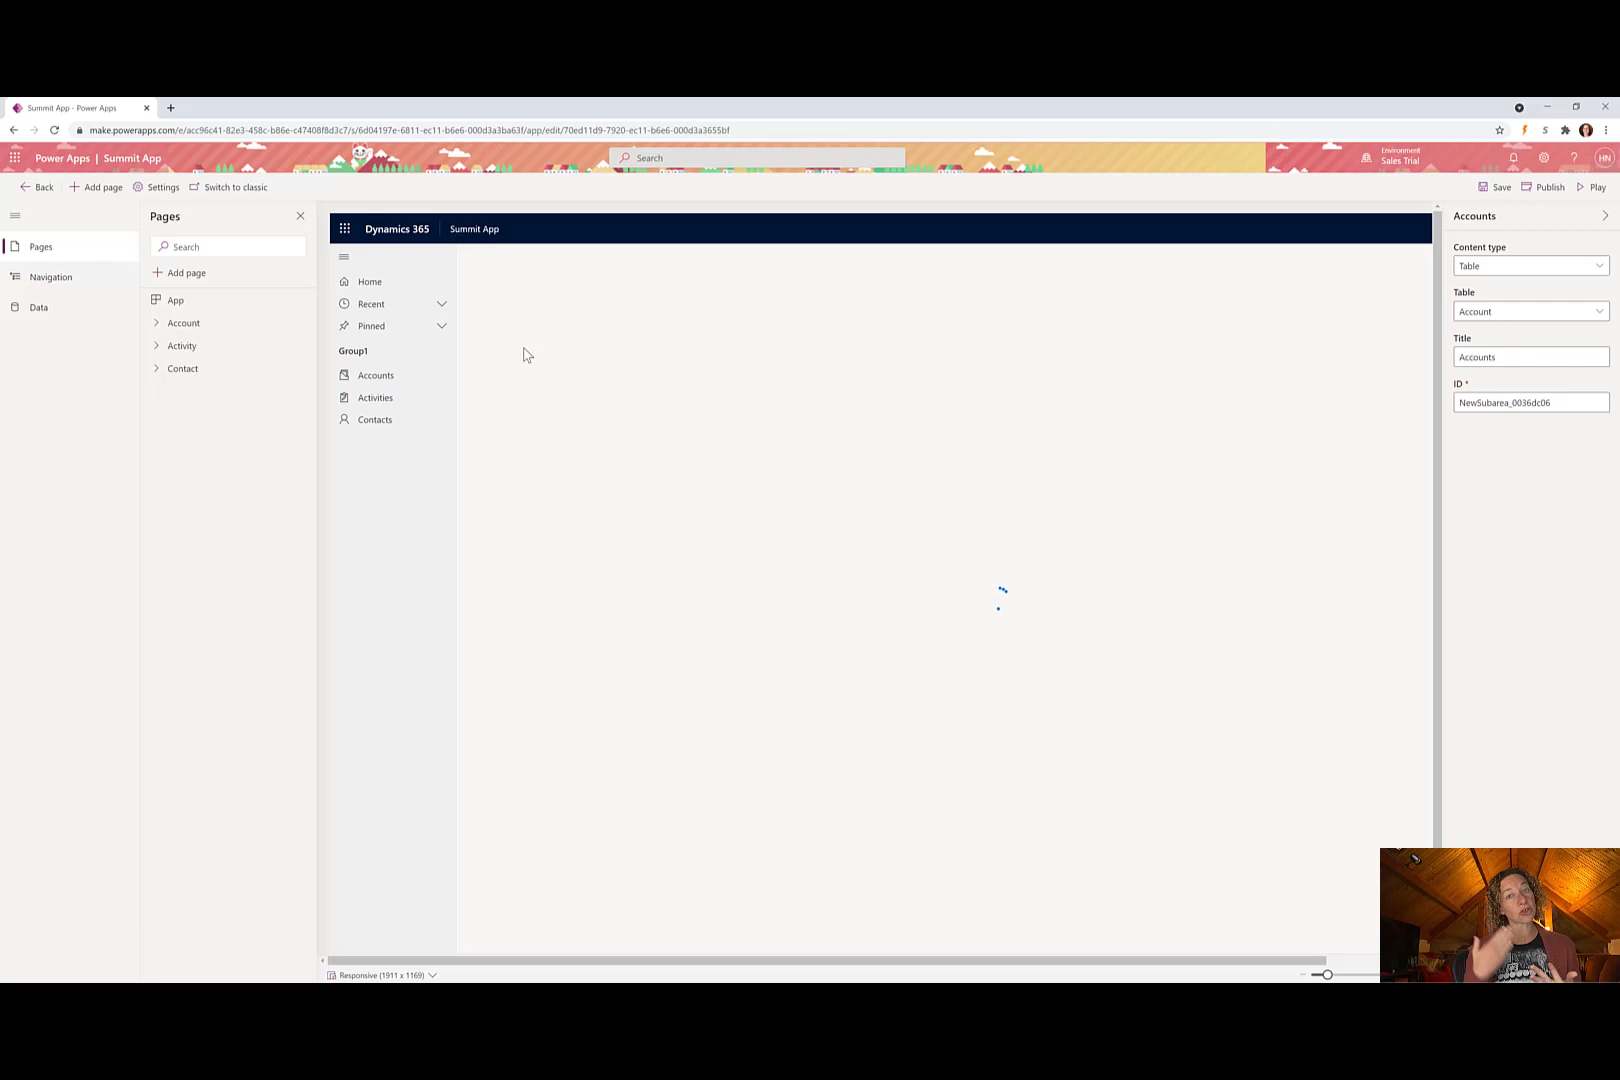 Summit App - Power Apps
make.powerapps.com/e/acc96c41-82e3-458c-b86e-c47408f8d3c7/s/6d04197e-6811-ec11-b6e6-000d3a3ba63f/app/edit/70ed11d9-7920-ec11-b6e6-000d3a3655bf
Power Apps | Summit App
Search
Environment
Sales Trial
HN
Back
Add page
Settings
Switch to classic
Save
Publish
Play
Pages
Navigation
Data
Pages
Search
Add page
App
Account
Activity
Contact
Dynamics 365
Summit App
Home
Recent
Pinned
Group1
Accounts
Activities
Contacts
Responsive (1911 x 1169)
Accounts
Content type
Table
Table
Account
Title
Accounts
ID *
NewSubarea_0036dc06